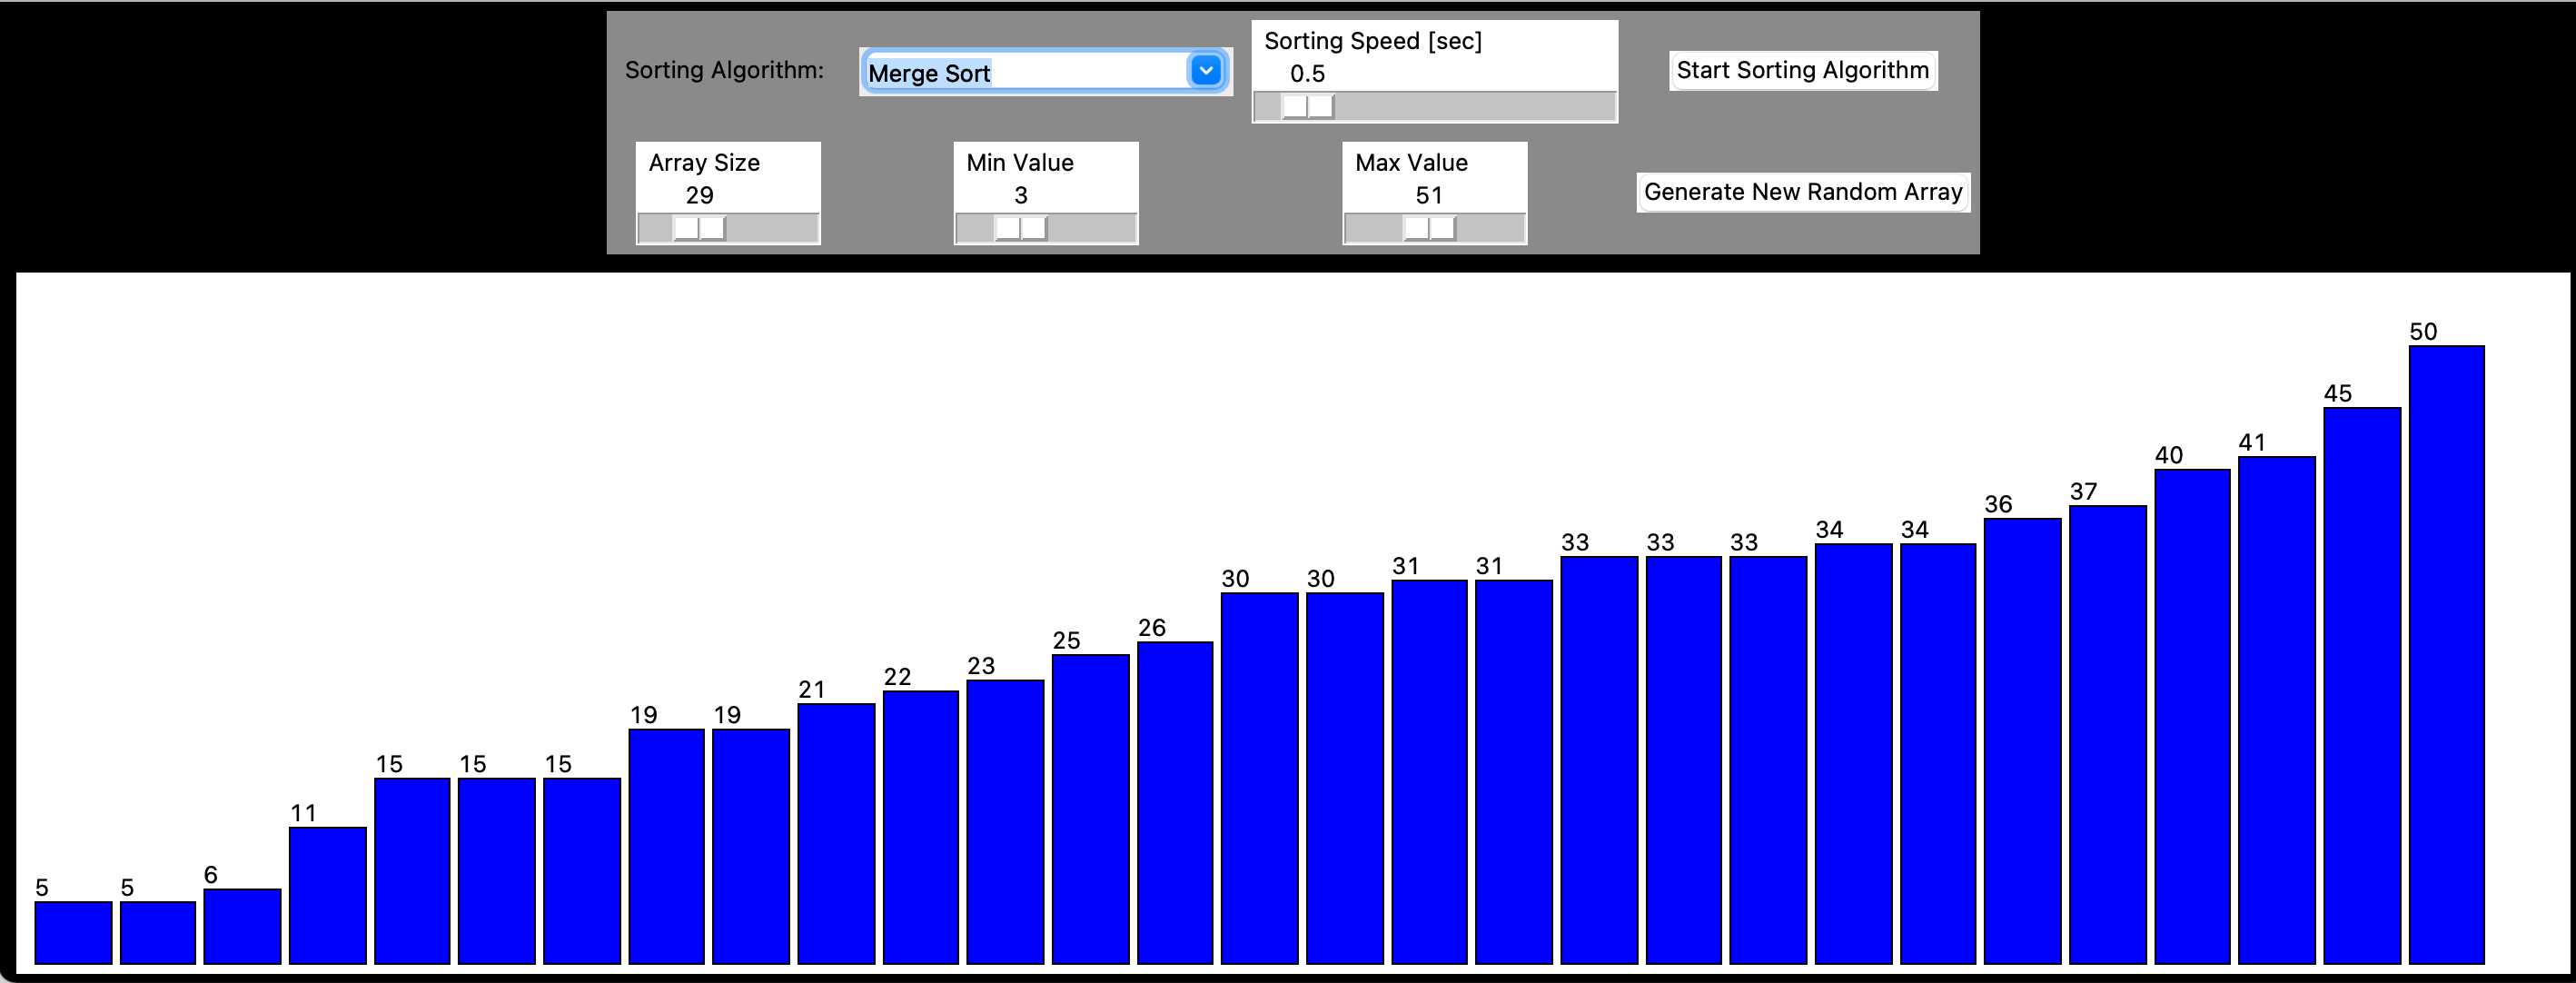 Sorting Algorithm:
Merge Sort
Sorting Speed [sec]
0.5
Start Sorting Algorithm
Array Size
29
Min Value
3
Max Value
51
Generate New Random Array
5 5 6 11 15 15 15 19 19 21 22 23 25 26 30 30 31 31 33 33 33 34 34 36 37 40 41 45 50